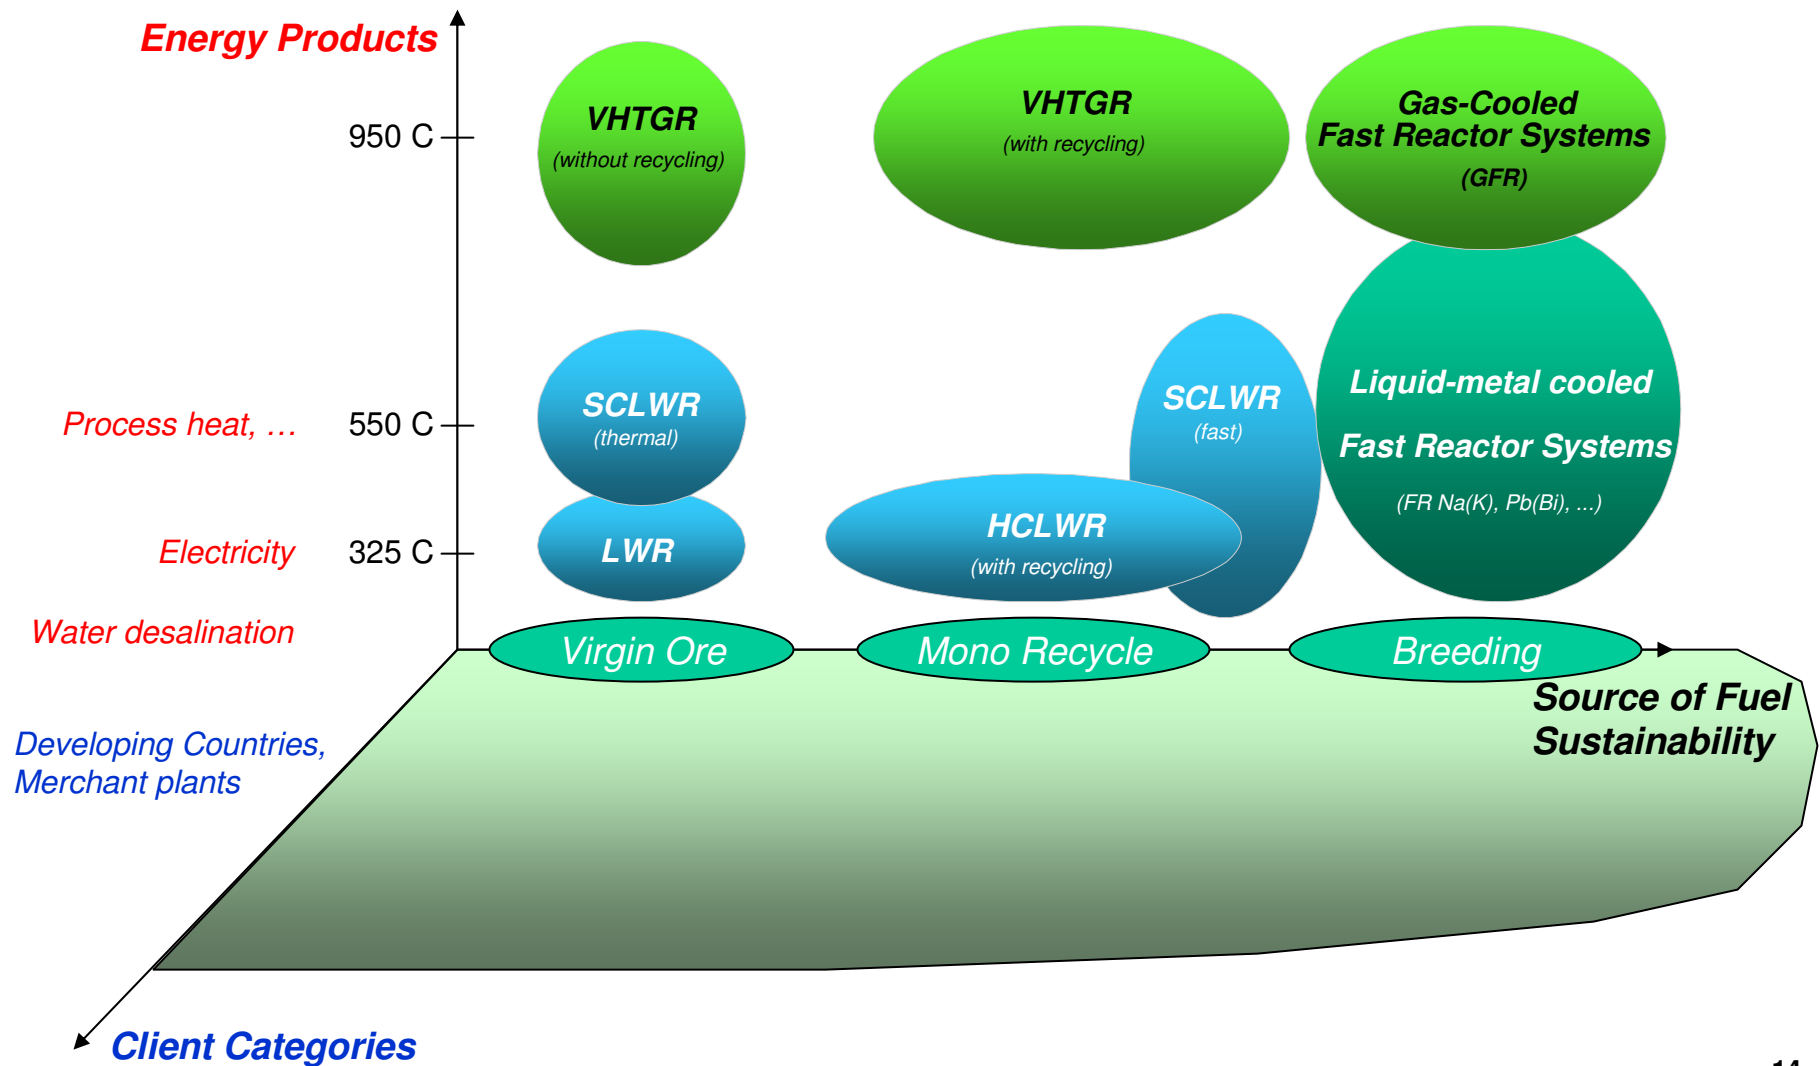 Energy Products
950 C
VHTGR
(without recycling)
VHTGR
(with recycling)
Gas-Cooled
Fast Reactor Systems
(GFR)
Process heat, …
550 C
SCLWR
(thermal)
SCLWR
(fast)
Liquid-metal cooled
Fast Reactor Systems
(FR Na(K), Pb(Bi), ...)
Electricity
325 C
LWR
HCLWR
(with recycling)
Water desalination
Virgin Ore
Mono Recycle
Breeding
Source of Fuel
Sustainability
Developing Countries,
Merchant plants
Client Categories
14